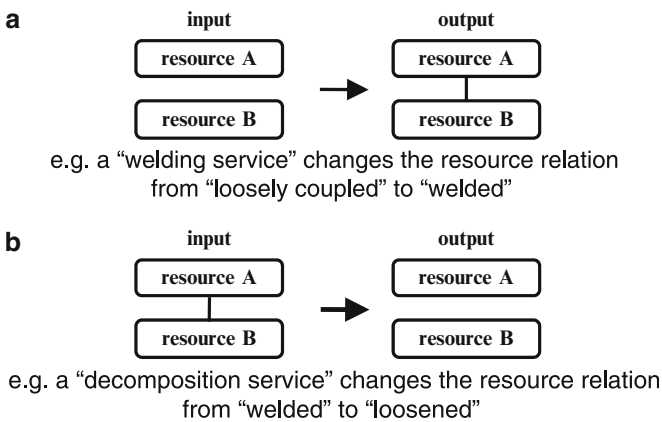 a
input output
resource A resource A
resource B resource B
e.g. a “welding service” changes the resource relation
from “loosely coupled” to “welded”
b
input output
resource A resource A
resource B resource B
e.g. a “decomposition service” changes the resource relation
from “welded” to “loosened”